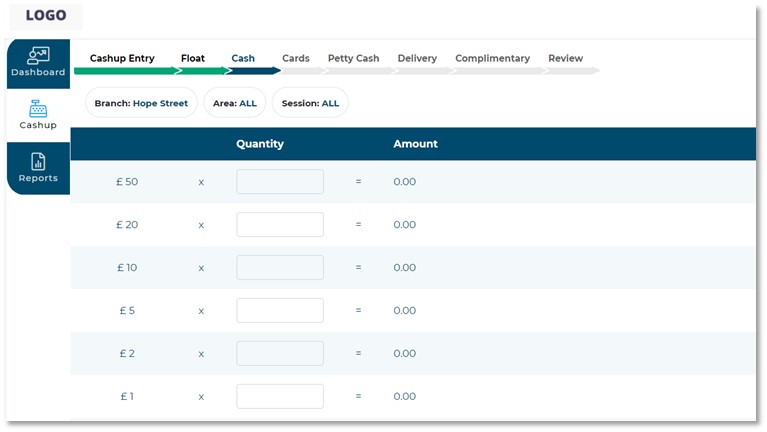 LOGO
Dashboard
Cashup
Reports
Cashup Entry Float Cash Cards Petty Cash Delivery Complimentary Review
Branch: Hope Street Area: ALL Session: ALL
Quantity Amount
£ 50 x = 0.00
£ 20 x = 0.00
£ 10 x = 0.00
£ 5 x = 0.00
£ 2 x = 0.00
£ 1 x = 0.00